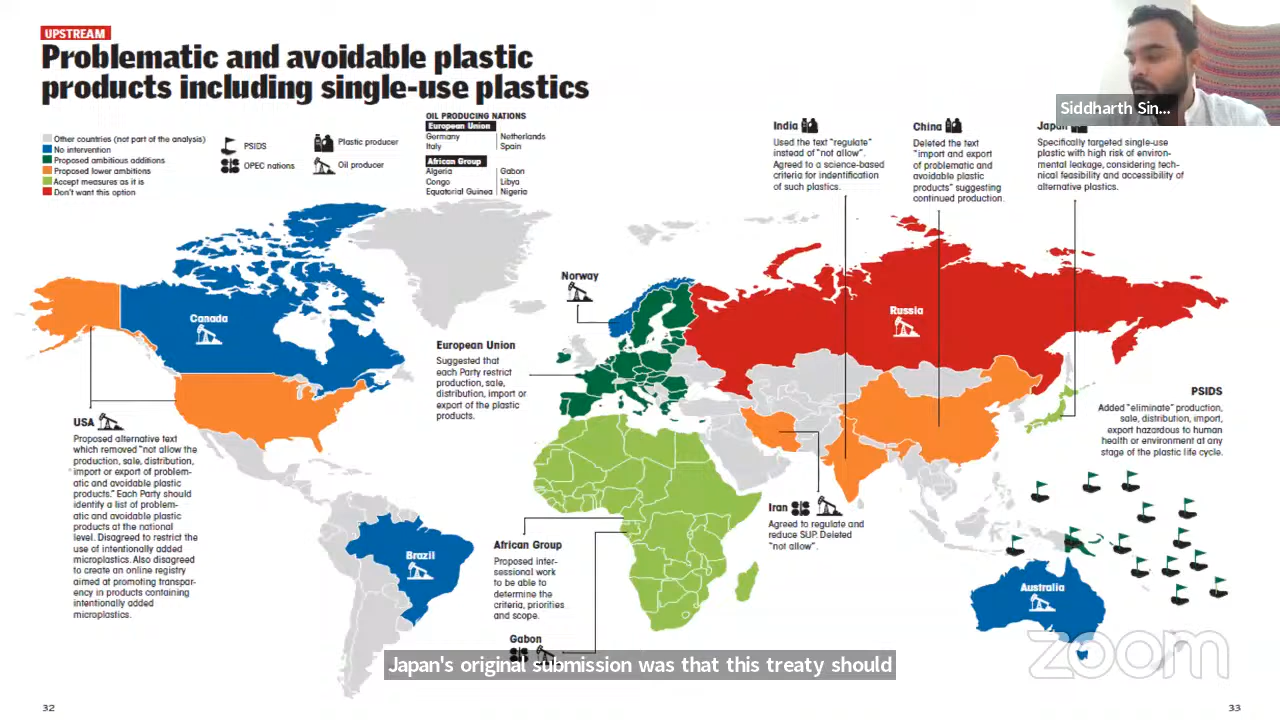 UPSTREAM
Problematic and avoidable plastic
products including single-use plastics
Siddharth Sin...
Other countries (not part of the analysis)
No intervention
Proposed ambitious additions
Proposed lower ambitions
Accept measures as it is
Don't want this option
PSIDS
OPEC nations
Plastic producer
Oil producer
OIL PRODUCING NATIONS
European Union
Germany
Italy
Netherlands
Spain
African Group
Algeria
Congo
Equatorial Guinea
Gabon
Libya
Nigeria
India
Used the text "regulate"
instead of "not allow".
Agreed to a science-based
criteria for indentification
of such plastics.
China
Deleted the text
"import and export
of problematic and
avoidable plastic
products" suggesting
continued production.
Japan
Specifically targeted single-use
plastic with high risk of environ-
mental leakage, considering tech-
nical feasibility and accessibility of
alternative plastics.
Norway
Canada
Russia
European Union
Suggested that
each Party restrict
production, sale,
distribution, import or
export of the plastic
products.
USA
Proposed alternative text
which removed "not allow the
production, sale, distribution,
import or export of problem-
atic and avoidable plastic
products." Each Party should
identify a list of problem-
atic and avoidable plastic
products at the national
level. Disagreed to restrict the
use of intentionally added
microplastics. Also disagreed
to create an online registry
aimed at promoting transpar-
ency in products containing
intentionally added
microplastics.
PSIDS
Added "eliminate" production,
sale, distribution, import,
export hazardous to human
health or environment at any
stage of the plastic life cycle.
Iran
Agreed to regulate and
reduce SUP. Deleted
"not allow".
Brazil
African Group
Proposed inter-
sessional work
to be able to
determine the
criteria, priorities
and scope.
Gabon
Australia
Japan's original submission was that this treaty should
zoom
32
33